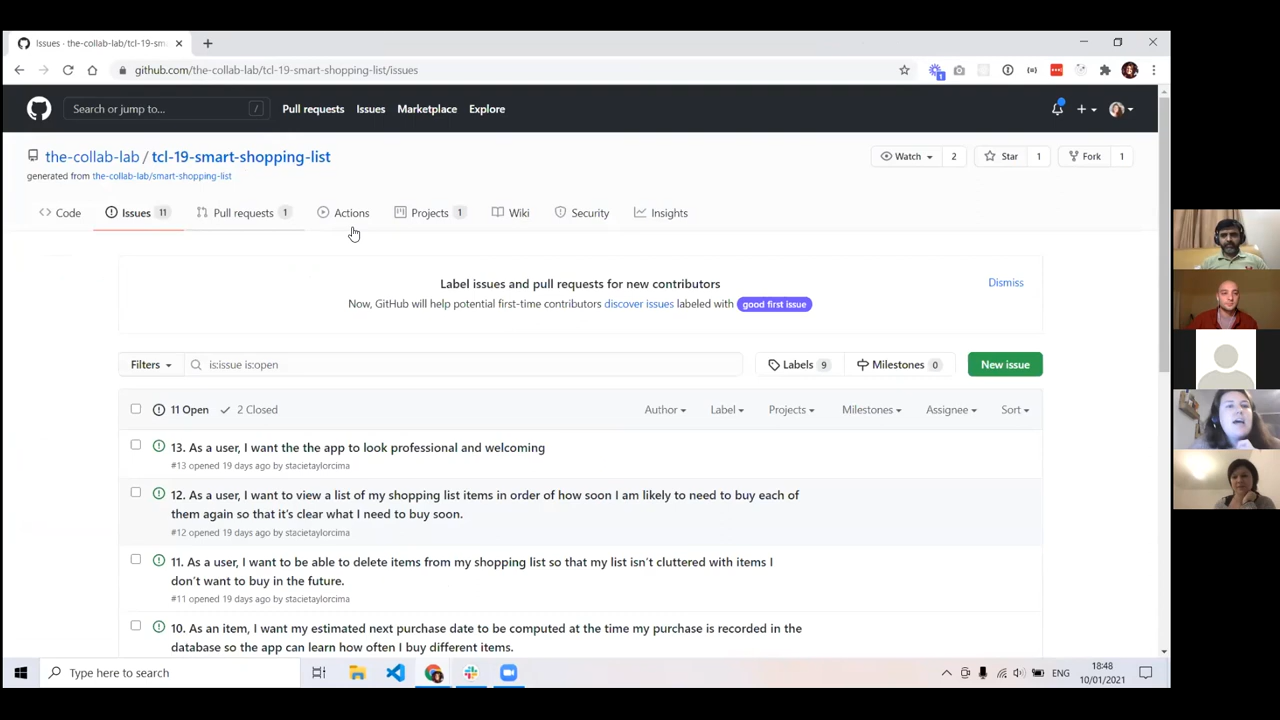 Issues · the-collab-lab/tcl-19-sm
github.com/the-collab-lab/tcl-19-smart-shopping-list/issues
1
Search or jump to... /
Pull requests Issues Marketplace Explore
the-collab-lab / tcl-19-smart-shopping-list
generated from the-collab-lab/smart-shopping-list
Watch 2 Star 1 Fork 1
Code Issues 11 Pull requests 1 Actions Projects 1 Wiki Security Insights
Label issues and pull requests for new contributors
Dismiss
Now, GitHub will help potential first-time contributors discover issues labeled with good first issue
Filters is:issue is:open Labels 9 Milestones 0 New issue
11 Open 2 Closed Author Label Projects Milestones Assignee Sort
13. As a user, I want the the app to look professional and welcoming
#13 opened 19 days ago by stacietaylorcima
12. As a user, I want to view a list of my shopping list items in order of how soon I am likely to need to buy each of
them again so that it's clear what I need to buy soon.
#12 opened 19 days ago by stacietaylorcima
11. As a user, I want to be able to delete items from my shopping list so that my list isn't cluttered with items I
don't want to buy in the future.
#11 opened 19 days ago by stacietaylorcima
10. As an item, I want my estimated next purchase date to be computed at the time my purchase is recorded in the
database so the app can learn how often I buy different items.
Type here to search
ENG
18:48
10/01/2021